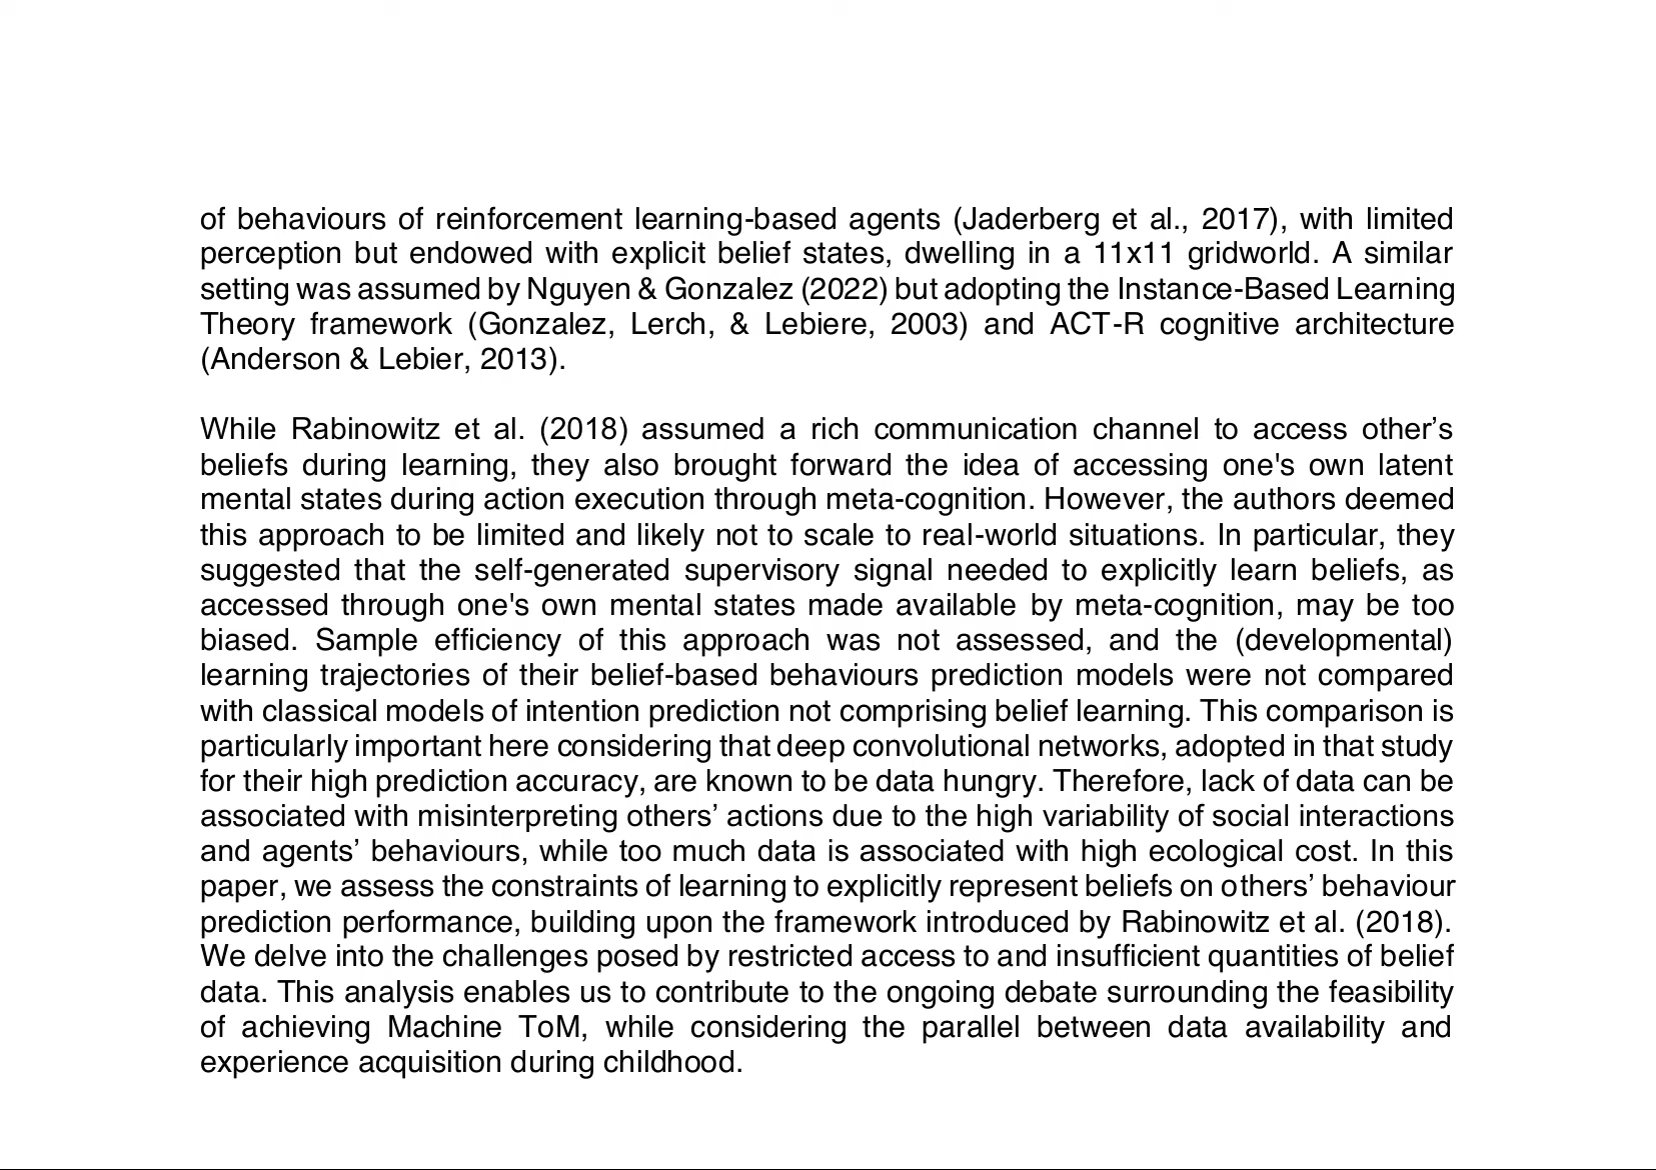 of behaviours of reinforcement learning-based agents (Jaderberg et al., 2017), with limited
perception but endowed with explicit belief states, dwelling in a 11x11 gridworld. A similar
setting was assumed by Nguyen & Gonzalez (2022) but adopting the Instance-Based Learning
Theory framework (Gonzalez, Lerch, & Lebiere, 2003) and ACT-R cognitive architecture
(Anderson & Lebier, 2013).
While Rabinowitz et al. (2018) assumed a rich communication channel to access other’s
beliefs during learning, they also brought forward the idea of accessing one's own latent
mental states during action execution through meta-cognition. However, the authors deemed
this approach to be limited and likely not to scale to real-world situations. In particular, they
suggested that the self-generated supervisory signal needed to explicitly learn beliefs, as
accessed through one's own mental states made available by meta-cognition, may be too
biased. Sample efficiency of this approach was not assessed, and the (developmental)
learning trajectories of their belief-based behaviours prediction models were not compared
with classical models of intention prediction not comprising belief learning. This comparison is
particularly important here considering that deep convolutional networks, adopted in that study
for their high prediction accuracy, are known to be data hungry. Therefore, lack of data can be
associated with misinterpreting others’ actions due to the high variability of social interactions
and agents’ behaviours, while too much data is associated with high ecological cost. In this
paper, we assess the constraints of learning to explicitly represent beliefs on others’ behaviour
prediction performance, building upon the framework introduced by Rabinowitz et al. (2018).
We delve into the challenges posed by restricted access to and insufficient quantities of belief
data. This analysis enables us to contribute to the ongoing debate surrounding the feasibility
of achieving Machine ToM, while considering the parallel between data availability and
experience acquisition during childhood.